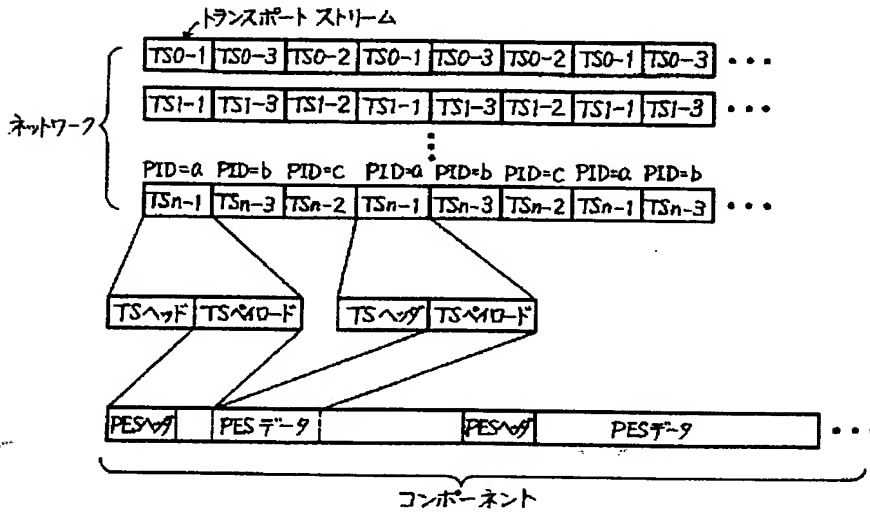 トランスポート ストリーム
TS0-1 TS0-3 TS0-2 TS0-1 TS0-3 TS0-2 TS0-1 TS0-3 •••
TS1-1 TS1-3 TS1-2 TS1-1 TS1-3 TS1-2 TS1-1 TS1-3 •••
ネットワーク
PID=a PID=b PID=c PID=a PID=b PID=c PID=a PID=b
TSn-1 TSn-3 TSn-2 TSn-1 TSn-3 TSn-2 TSn-1 TSn-3 •••
TSヘッド TSペイロード TSヘッダ TSペイロード
PESヘッダ PESデータ PESヘッダ PESデータ •••
コンポーネント